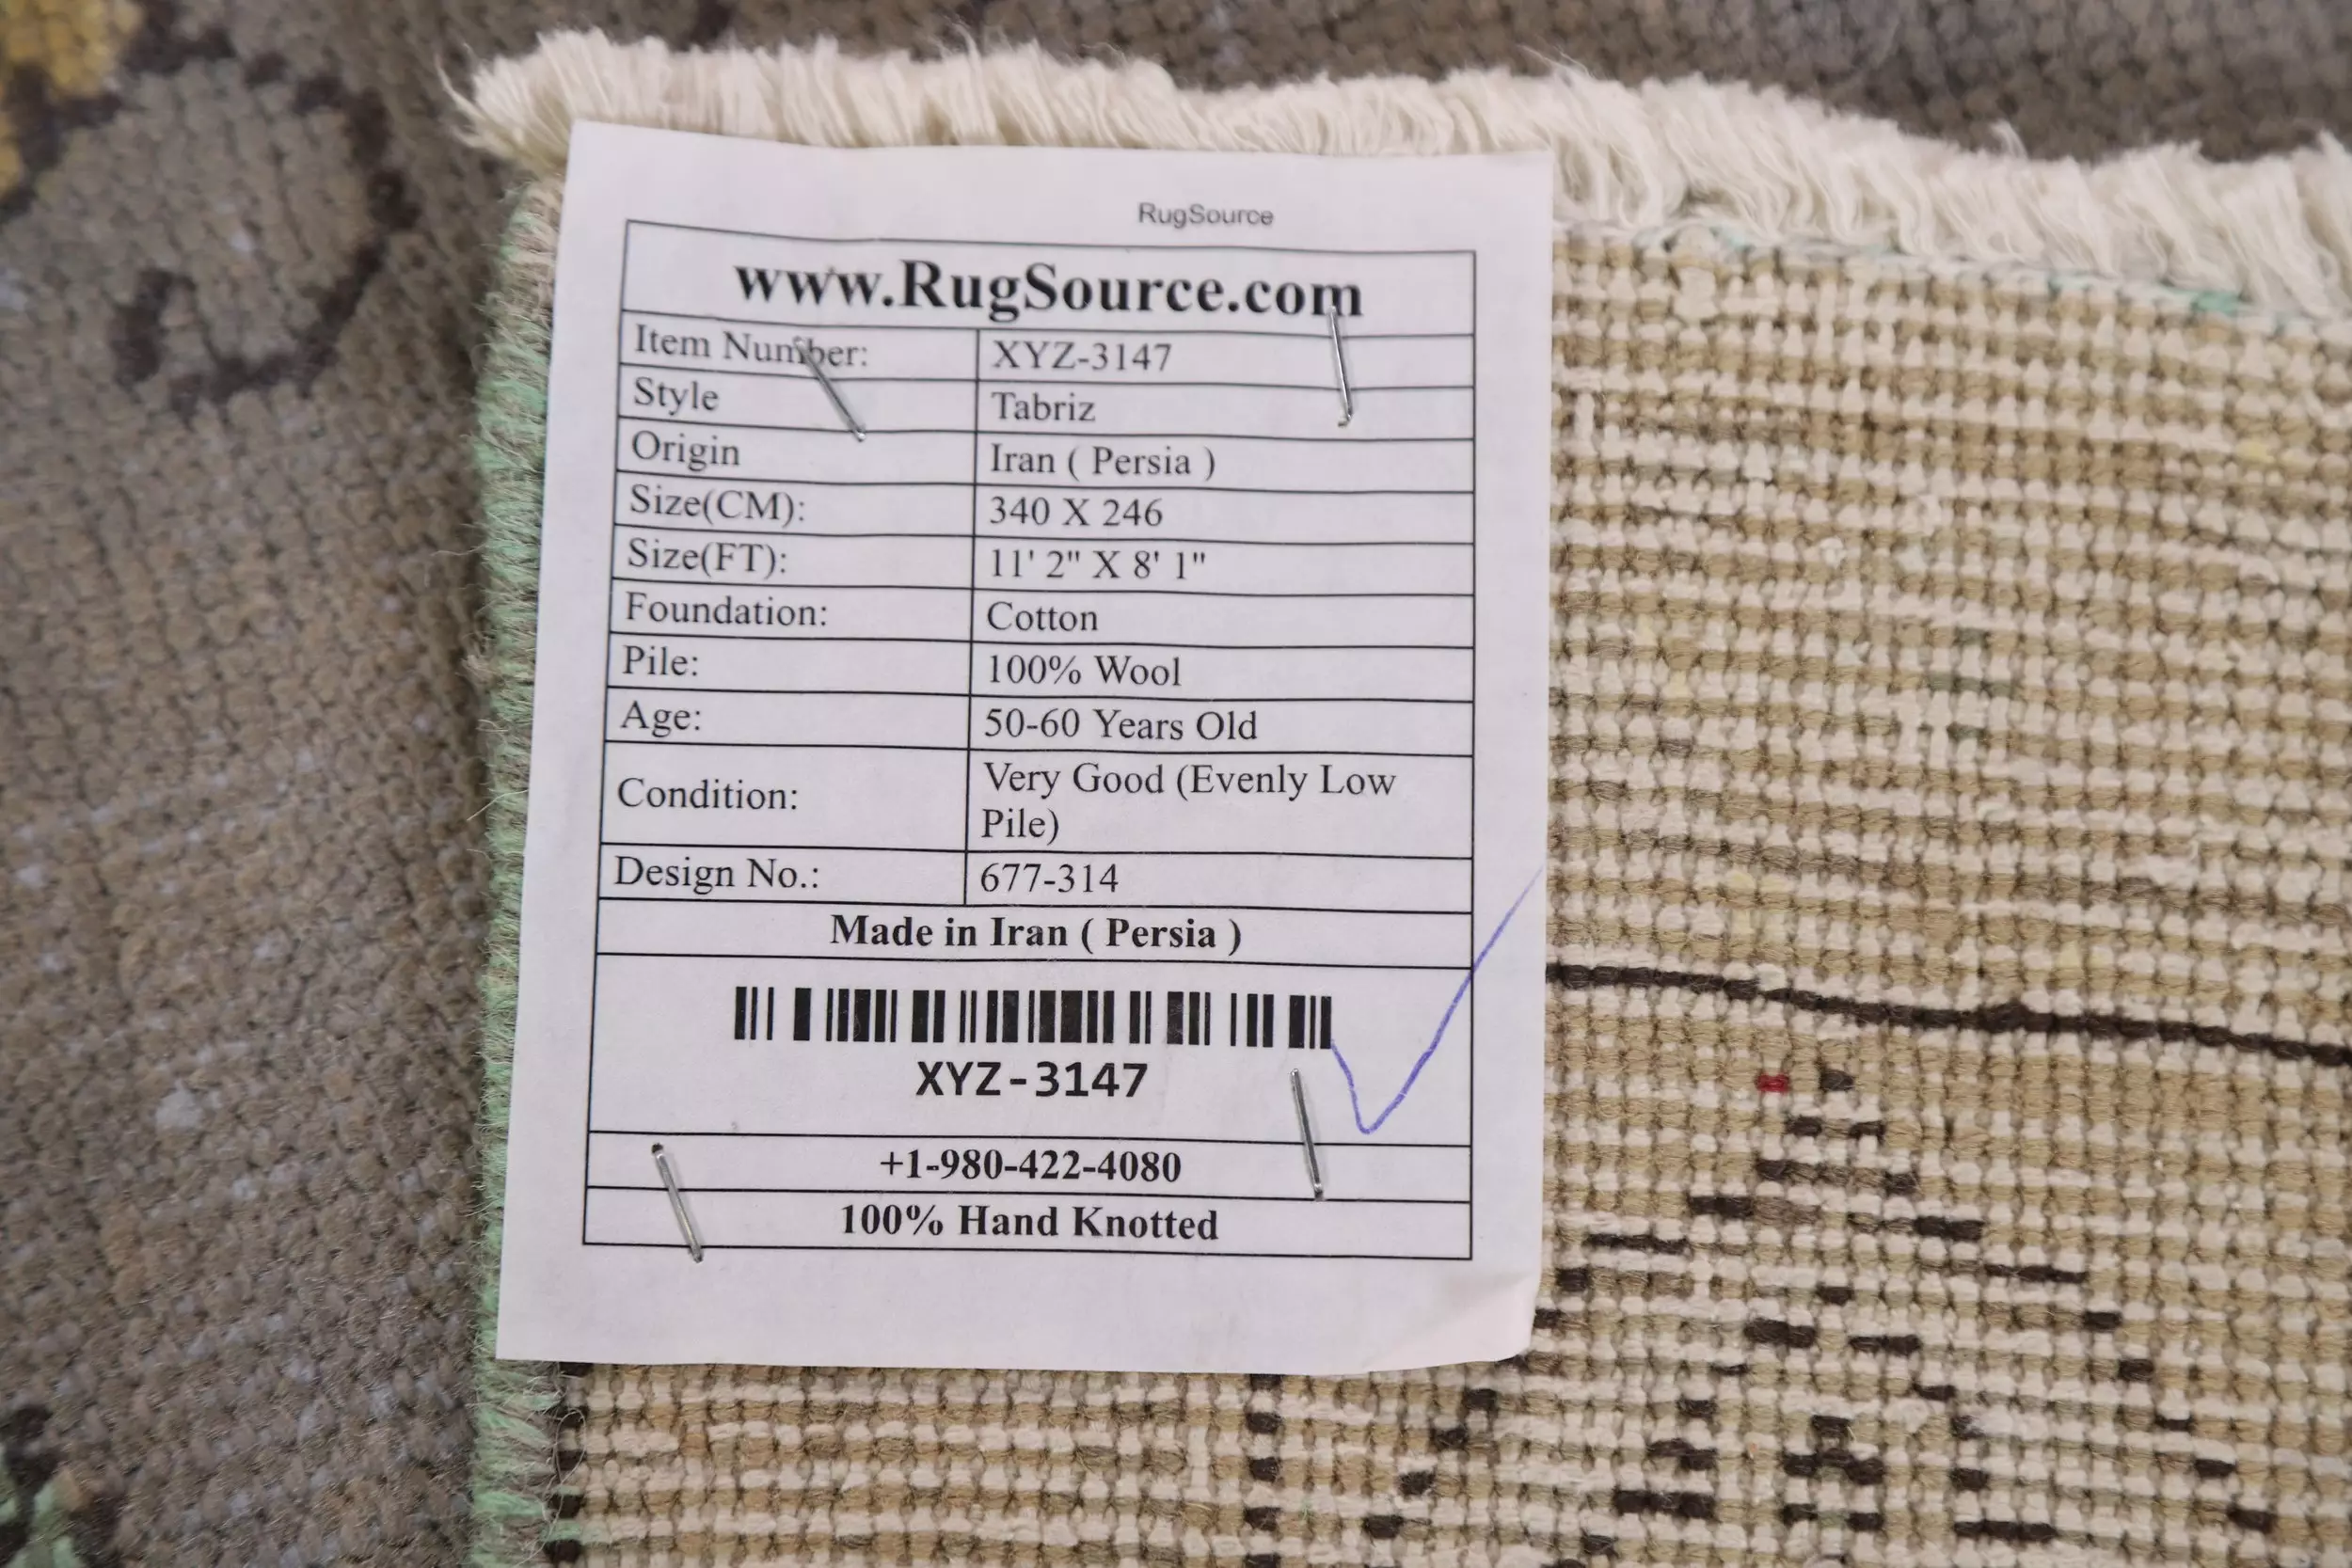 RugSource
www.RugSource.com
Item Number: XYZ-3147
Style Tabriz
Origin Iran ( Persia )
Size(CM): 340 X 246
Size(FT): 11' 2" X 8' 1"
Foundation: Cotton
Pile: 100% Wool
Age: 50-60 Years Old
Condition: Very Good (Evenly Low
Pile)
Design No.: 677-314
Made in Iran ( Persia )
XYZ-3147
+1-980-422-4080
100% Hand Knotted